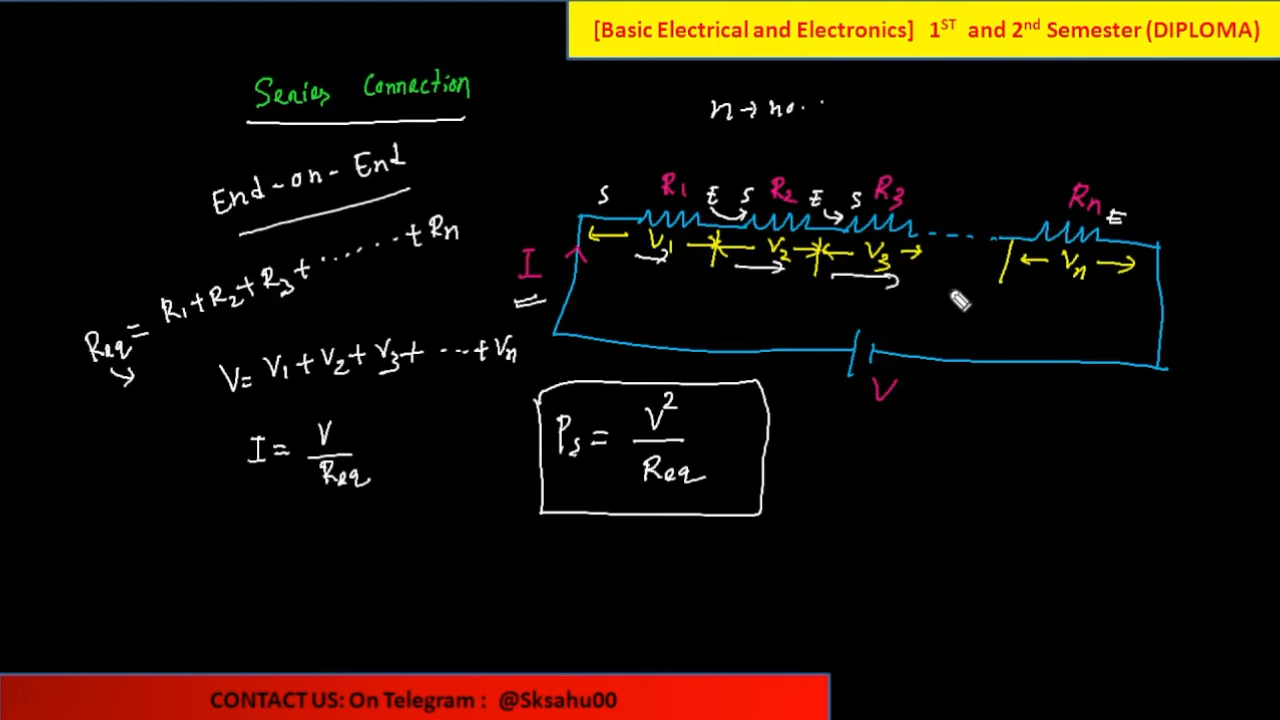 [Basic Electrical and Electronics] 1ST and 2nd Semester (DIPLOMA)
Series Connection
n → no...
End-on-End
S R1 E S R2 E S R3 Rn E
V1 V2 V3 Vn
I
Req = R1 + R2 + R3 + ...... + Rn
V = V1 + V2 + V3 + ... + Vn
V
I = V / Req
Ps = V² / Req
CONTACT US: On Telegram : @Sksahu00